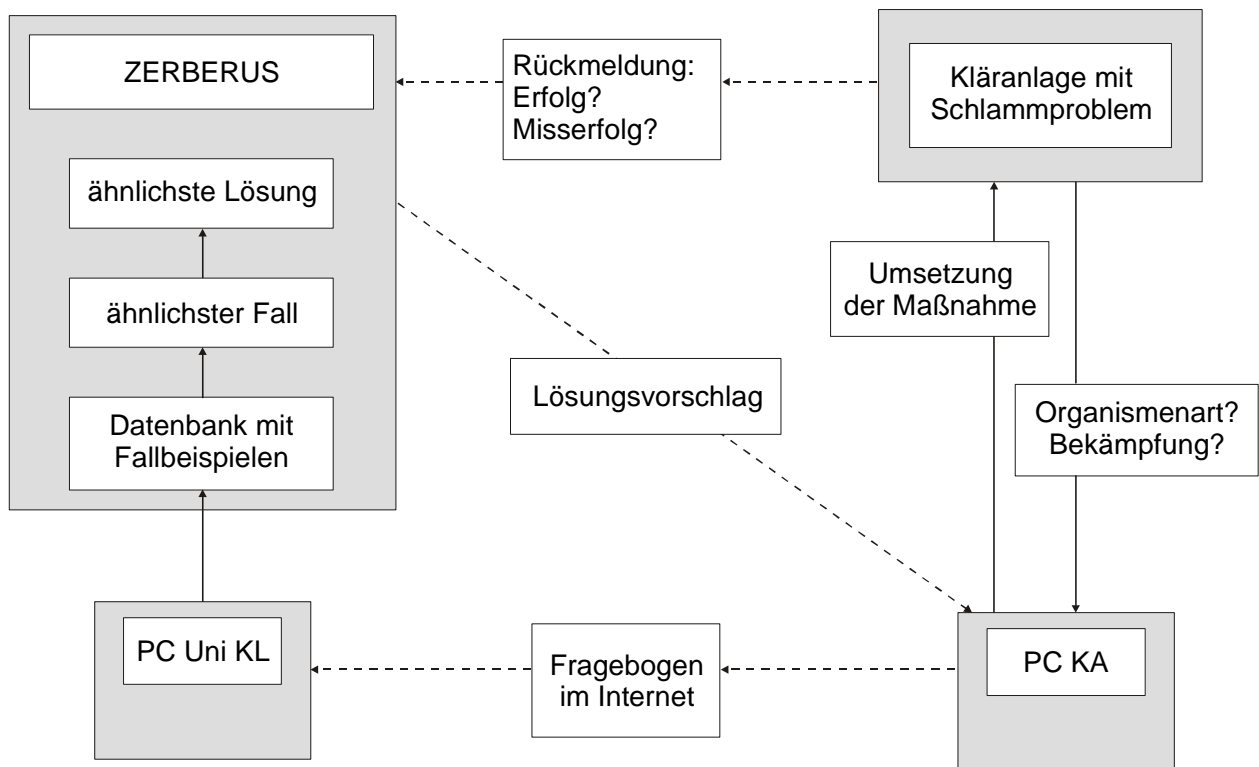 ZERBERUS
Rückmeldung:
Erfolg?
Misserfolg?
Kläranlage mit
Schlammproblem
ähnlichste Lösung
ähnlichster Fall
Datenbank mit
Fallbeispielen
Umsetzung
der Maßnahme
Lösungsvorschlag
Organismenart?
Bekämpfung?
PC Uni KL
Fragebogen
im Internet
PC KA